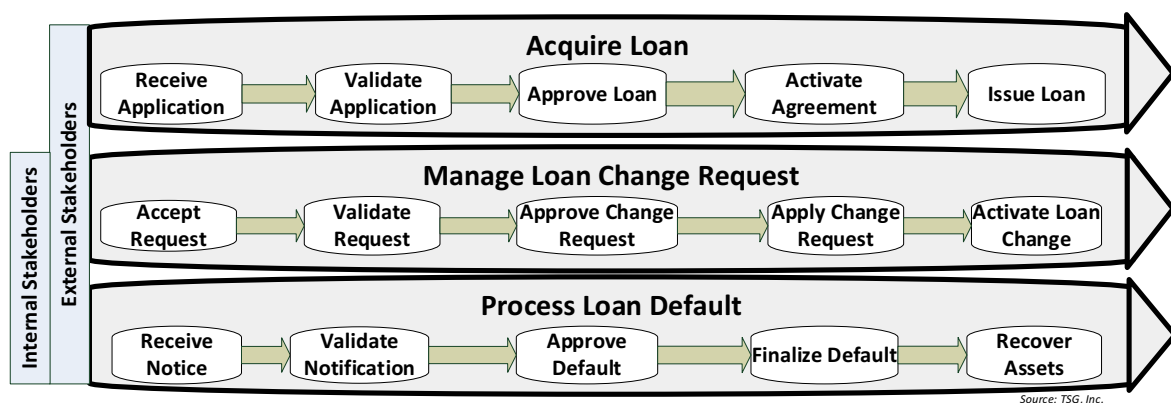 Internal Stakeholders
External Stakeholders
Acquire Loan
Receive
Application
Validate
Application
Approve Loan
Activate
Agreement
Issue Loan
Manage Loan Change Request
Accept
Request
Validate
Request
Approve Change
Request
Apply Change
Request
Activate Loan
Change
Process Loan Default
Receive
Notice
Validate
Notification
Approve
Default
Finalize Default
Recover
Assets
Source: TSG, Inc.